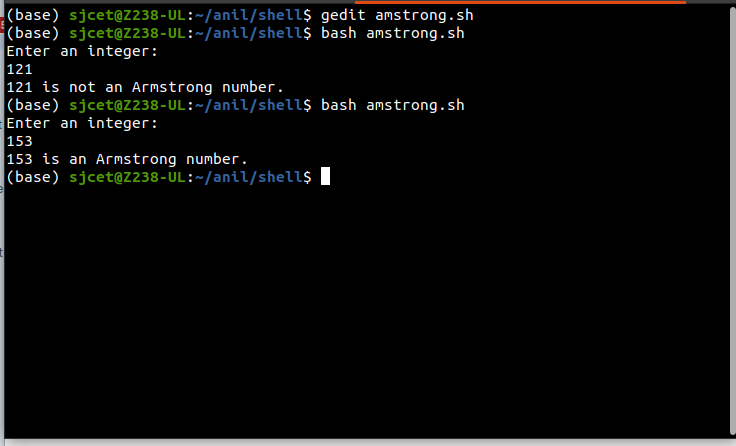 (base) sjcet@Z238-UL:~/anil/shell$ gedit amstrong.sh
(base) sjcet@Z238-UL:~/anil/shell$ bash amstrong.sh
Enter an integer:
121
121 is not an Armstrong number.
(base) sjcet@Z238-UL:~/anil/shell$ bash amstrong.sh
Enter an integer:
153
153 is an Armstrong number.
(base) sjcet@Z238-UL:~/anil/shell$